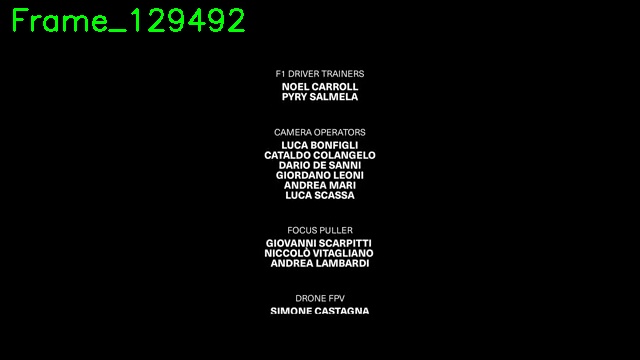 Frame_129492
F1 DRIVER TRAINERS
NOEL CARROLL
PYRY SALMELA
CAMERA OPERATORS
LUCA BONFIGLI
CATALDO COLANGELO
DARIO DE SANNI
GIORDANO LEONI
ANDREA MARI
LUCA SCASSA
FOCUS PULLER
GIOVANNI SCARPITTI
NICCOLÒ VITAGLIANO
ANDREA LAMBARDI
DRONE FPV
SIMONE CASTAGNA